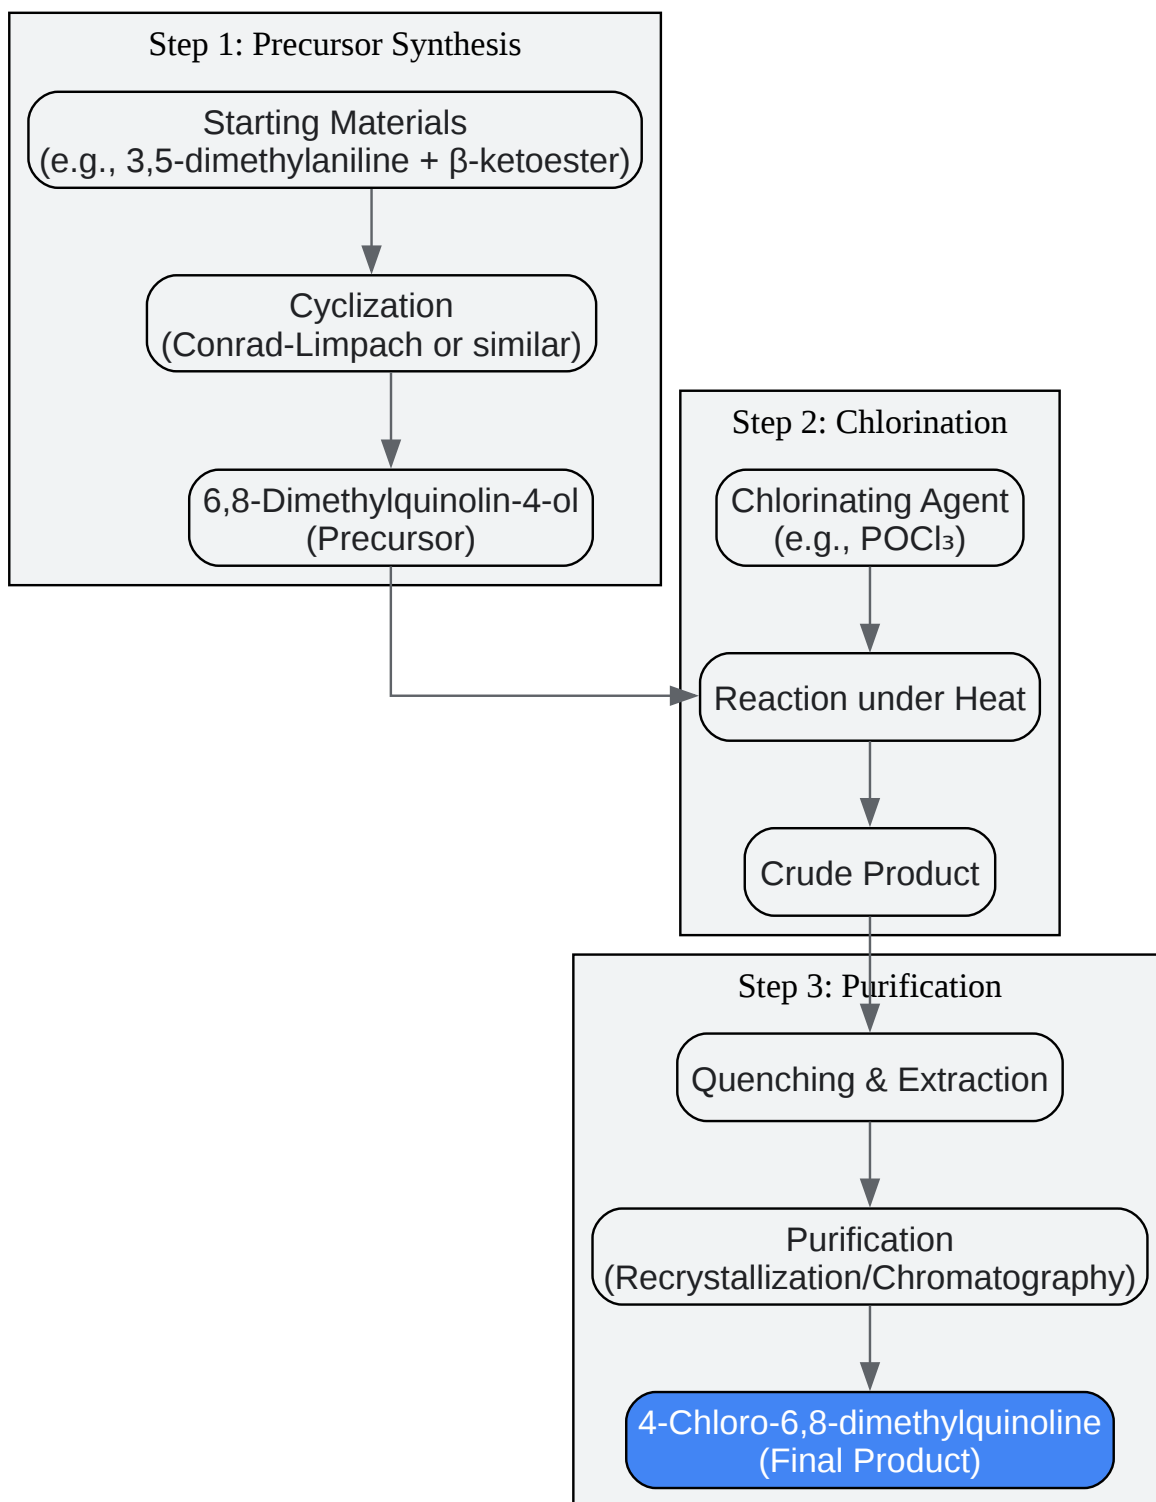 Step 1: Precursor Synthesis
Starting Materials
(e.g., 3,5-dimethylaniline + β-ketoester)
Cyclization
(Conrad-Limpach or similar)
6,8-Dimethylquinolin-4-ol
(Precursor)
Step 2: Chlorination
Chlorinating Agent
(e.g., POCl₃)
Reaction under Heat
Crude Product
Step 3: Purification
Quenching & Extraction
Purification
(Recrystallization/Chromatography)
4-Chloro-6,8-dimethylquinoline
(Final Product)